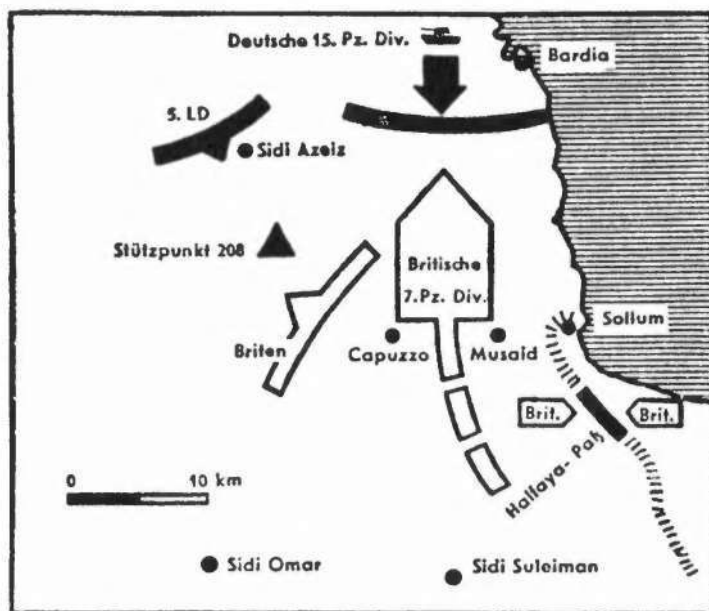 Deutsche 15. Pz. Div.
Bardia
5. LD
Sidi Azeiz
Stützpunkt 208
Britische
7. Pz. Div.
Briten
Capuzzo
Musaid
Sollum
Brit.
Brit.
Halfaya-Paß
0 10 km
Sidi Omar
Sidi Suleiman